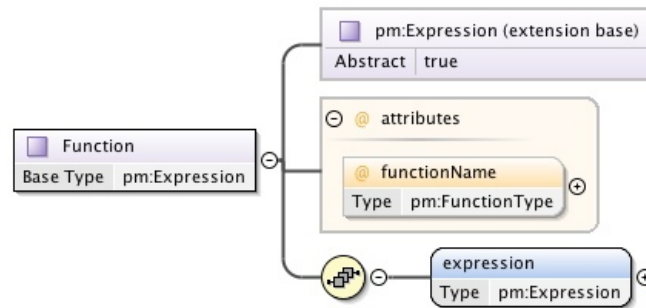 pm:Expression (extension base)
Abstract true
@ attributes
Function
Base Type pm:Expression
@ functionName
Type pm:FunctionType
expression
Type pm:Expression